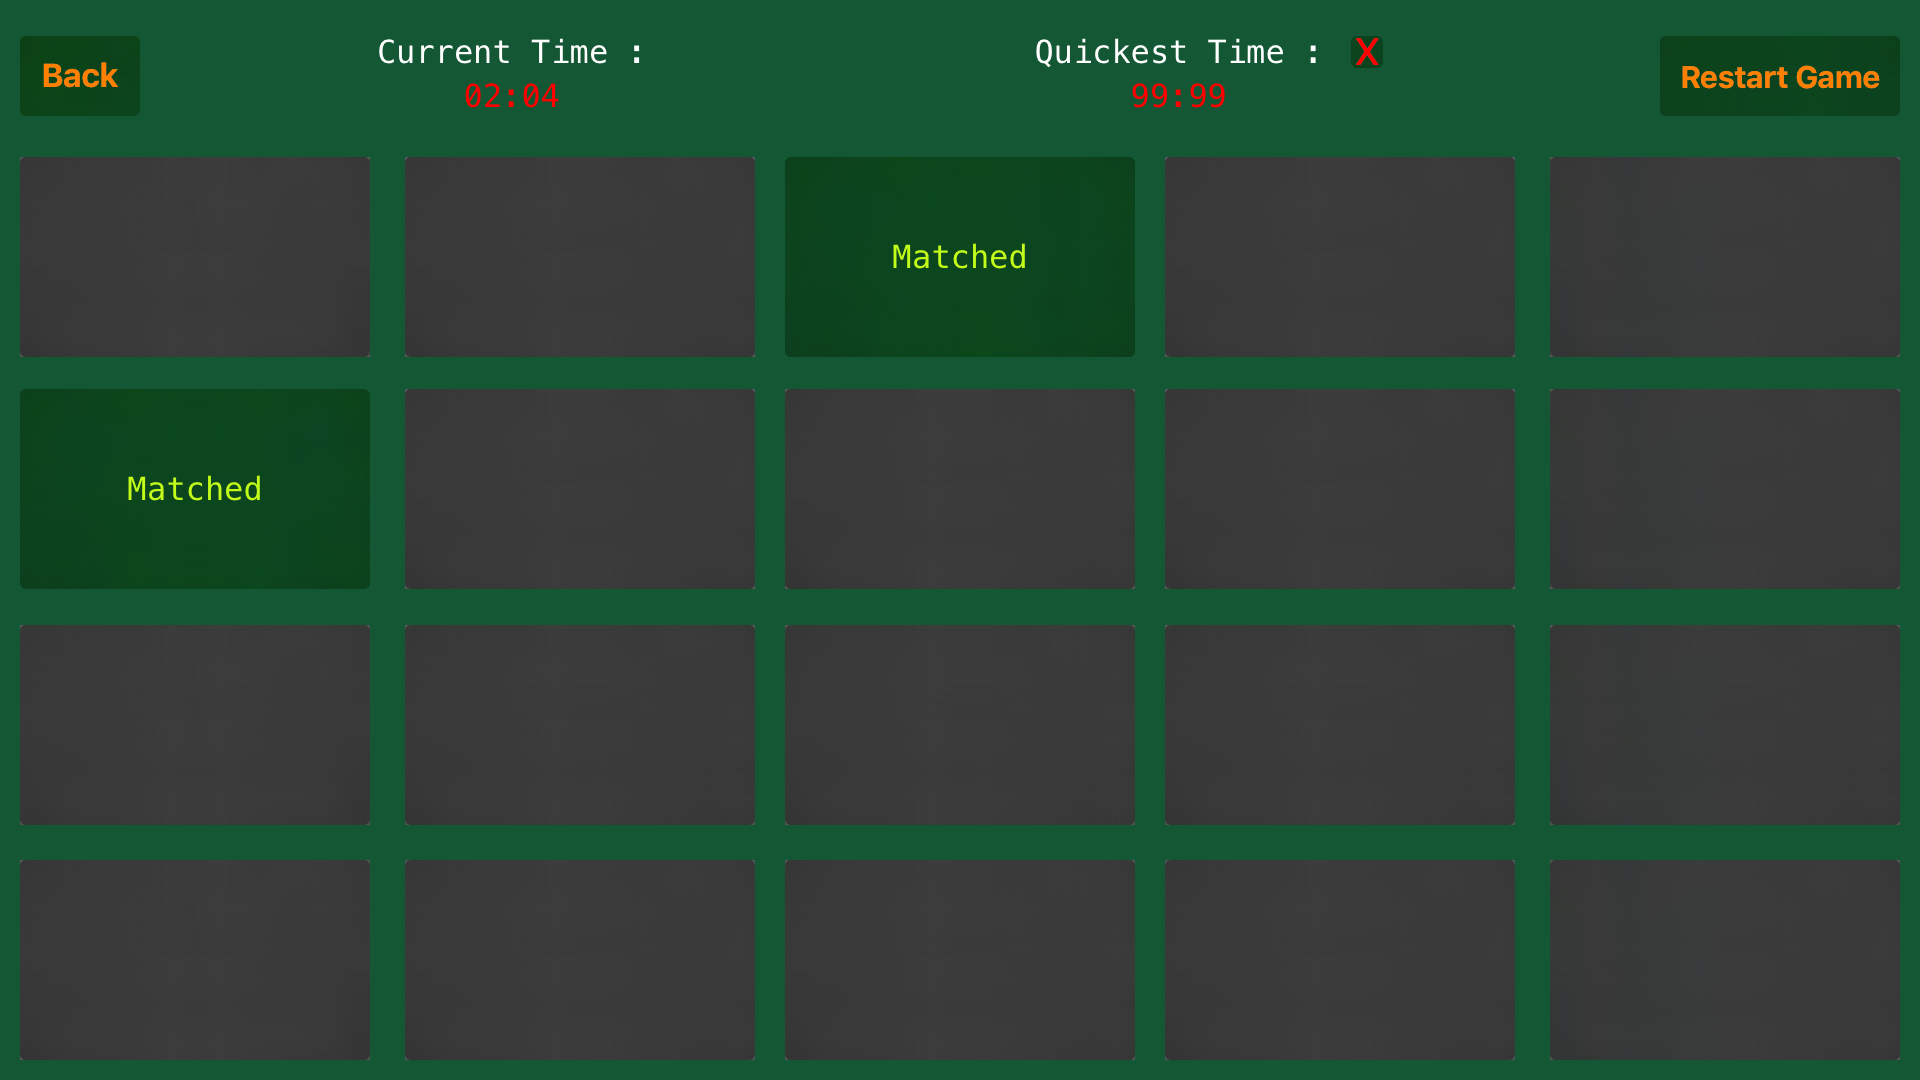 Back
Current Time :
02:04
Quickest Time : X
99:99
Restart Game
Matched
Matched